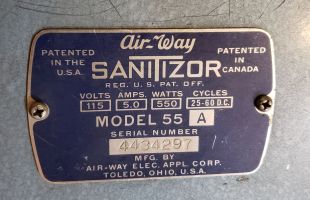 Air-Way
PATENTED IN THE U.S.A.
SANITIZOR
PATENTED IN CANADA
REG. U.S. PAT. OFF.
VOLTS AMPS. WATTS CYCLES
115 5.0 550 25-60 D.C.
MODEL 55 A
SERIAL NUMBER
4434297
MFG. BY
AIR-WAY ELEC. APPL. CORP.
TOLEDO, OHIO, U.S.A.